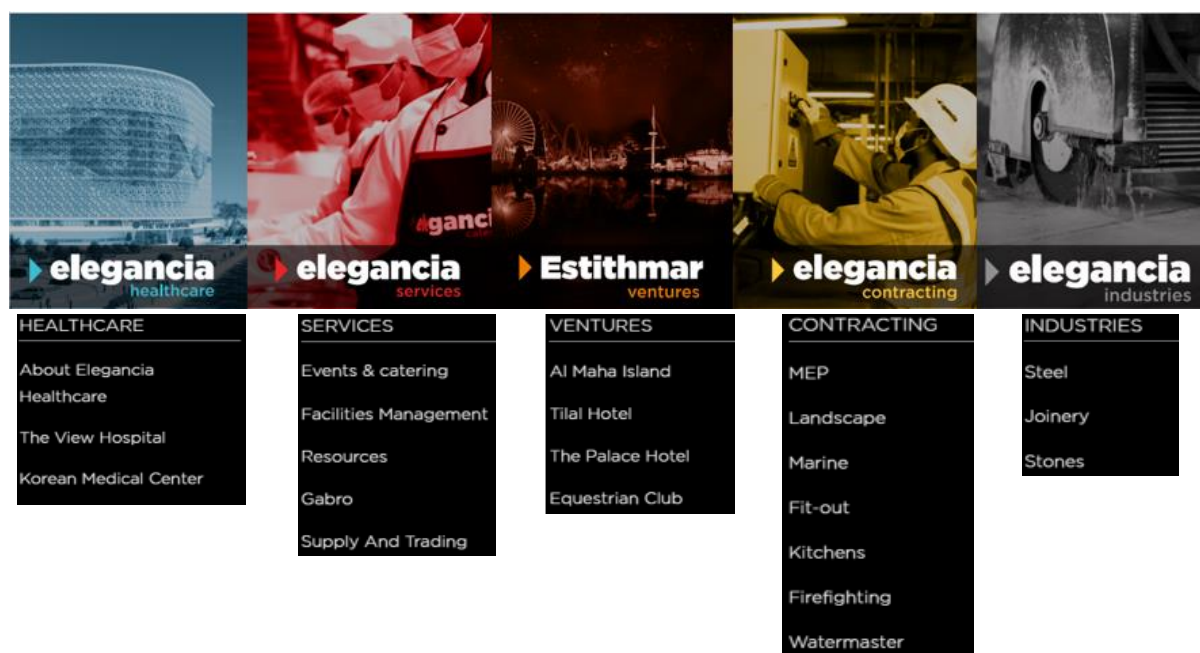 elegancia
healthcare
elegancia
services
Estithmar
ventures
elegancia
contracting
elegancia
industries
HEALTHCARE
About Elegancia
Healthcare
The View Hospital
Korean Medical Center
SERVICES
Events & catering
Facilities Management
Resources
Gabro
Supply And Trading
VENTURES
Al Maha Island
Tilal Hotel
The Palace Hotel
Equestrian Club
CONTRACTING
MEP
Landscape
Marine
Fit-out
Kitchens
Firefighting
Watermaster
INDUSTRIES
Steel
Joinery
Stones